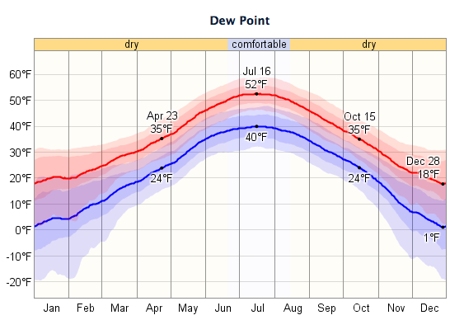 Dew Point
dry comfortable dry
60°F
50°F
40°F
30°F
20°F
10°F
0°F
-10°F
-20°F
Jul 16
52°F
Apr 23
35°F
Oct 15
35°F
Dec 28
18°F
40°F
24°F
24°F
1°F
Jan Feb Mar Apr May Jun Jul Aug Sep Oct Nov Dec